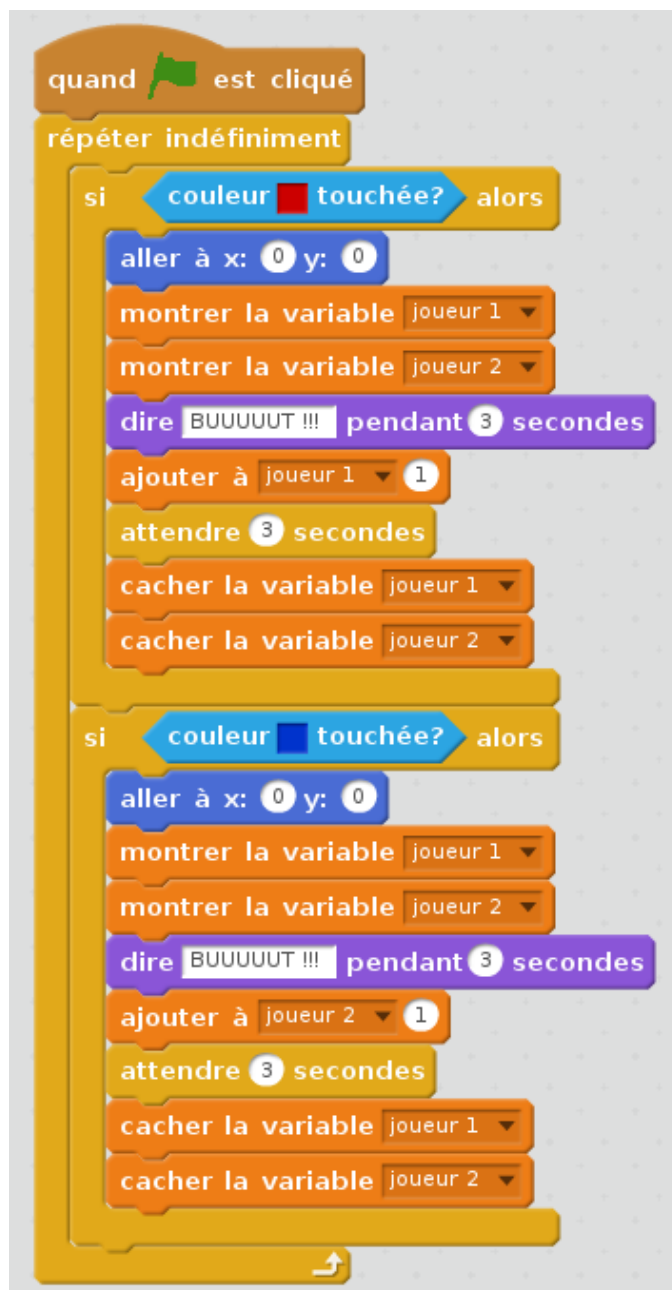 quand est cliqué
répéter indéfiniment
si couleur touchée? alors
aller à x: 0 y: 0
montrer la variable joueur 1
montrer la variable joueur 2
dire BUUUUUT !!! pendant 3 secondes
ajouter à joueur 1 1
attendre 3 secondes
cacher la variable joueur 1
cacher la variable joueur 2
si couleur touchée? alors
aller à x: 0 y: 0
montrer la variable joueur 1
montrer la variable joueur 2
dire BUUUUUT !!! pendant 3 secondes
ajouter à joueur 2 1
attendre 3 secondes
cacher la variable joueur 1
cacher la variable joueur 2